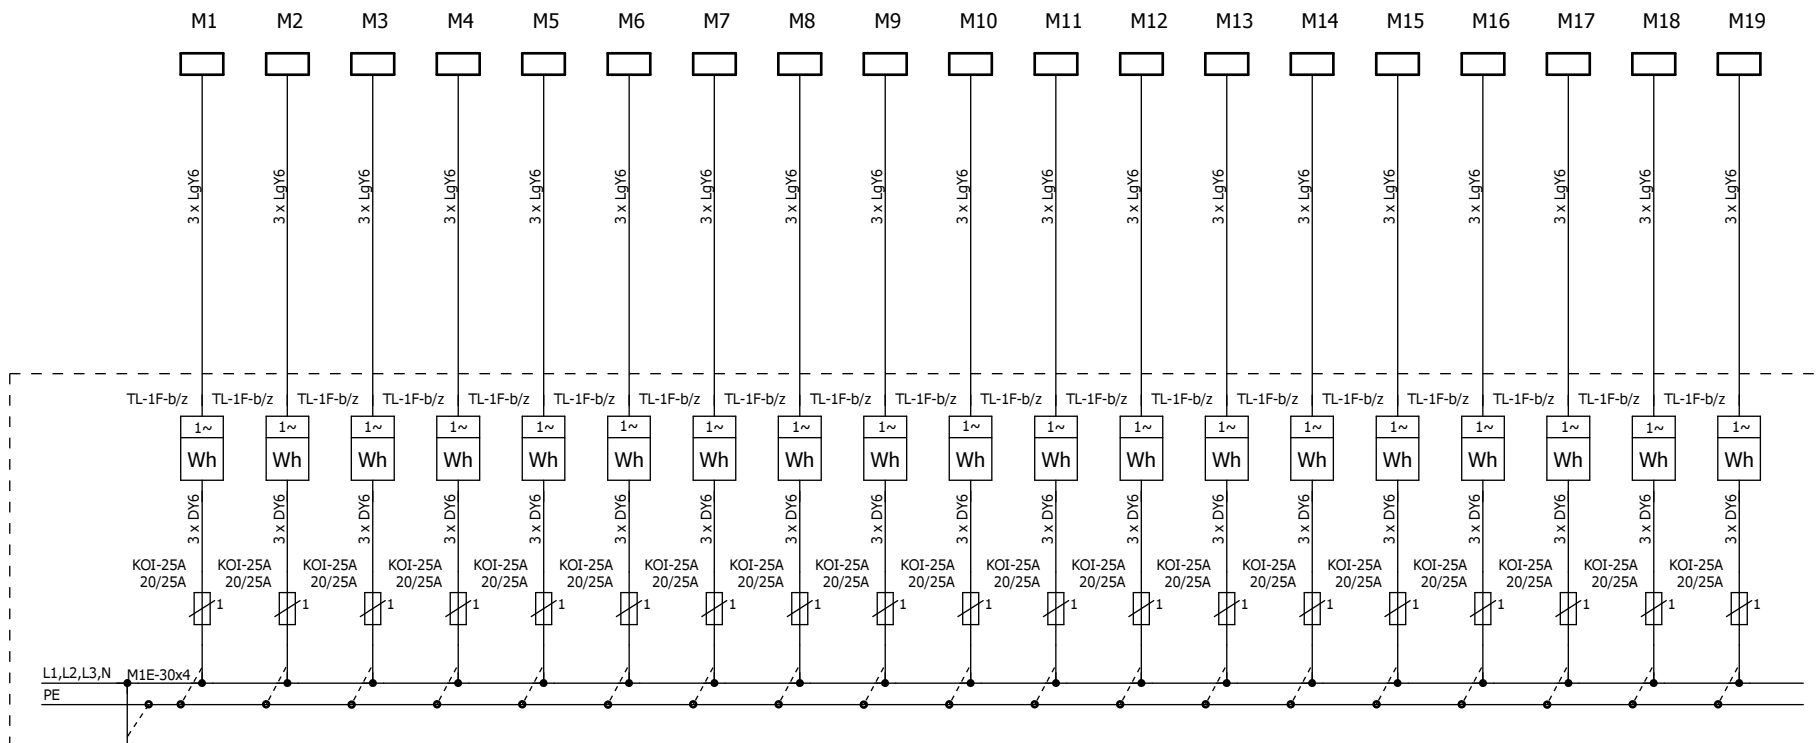 M1 M2 M3 M4 M5 M6 M7 M8 M9 M10 M11 M12 M13 M14 M15 M16 M17 M18 M19
3 x LgY6 3 x LgY6 3 x LgY6 3 x LgY6 3 x LgY6 3 x LgY6 3 x LgY6 3 x LgY6 3 x LgY6 3 x LgY6 3 x LgY6 3 x LgY6 3 x LgY6 3 x LgY6 3 x LgY6 3 x LgY6 3 x LgY6 3 x LgY6 3 x LgY6
TL-1F-b/z TL-1F-b/z TL-1F-b/z TL-1F-b/z TL-1F-b/z TL-1F-b/z TL-1F-b/z TL-1F-b/z TL-1F-b/z TL-1F-b/z TL-1F-b/z TL-1F-b/z TL-1F-b/z TL-1F-b/z TL-1F-b/z TL-1F-b/z TL-1F-b/z TL-1F-b/z TL-1F-b/z
1~ 1~ 1~ 1~ 1~ 1~ 1~ 1~ 1~ 1~ 1~ 1~ 1~ 1~ 1~ 1~ 1~ 1~ 1~
Wh Wh Wh Wh Wh Wh Wh Wh Wh Wh Wh Wh Wh Wh Wh Wh Wh Wh Wh
3 x DY6 3 x DY6 3 x DY6 3 x DY6 3 x DY6 3 x DY6 3 x DY6 3 x DY6 3 x DY6 3 x DY6 3 x DY6 3 x DY6 3 x DY6 3 x DY6 3 x DY6 3 x DY6 3 x DY6 3 x DY6 3 x DY6
KOI-25A KOI-25A KOI-25A KOI-25A KOI-25A KOI-25A KOI-25A KOI-25A KOI-25A KOI-25A KOI-25A KOI-25A KOI-25A KOI-25A KOI-25A KOI-25A KOI-25A KOI-25A KOI-25A
20/25A 20/25A 20/25A 20/25A 20/25A 20/25A 20/25A 20/25A 20/25A 20/25A 20/25A 20/25A 20/25A 20/25A 20/25A 20/25A 20/25A 20/25A 20/25A
1 1 1 1 1 1 1 1 1 1 1 1 1 1 1 1 1 1 1
L1,L2,L3,N M1E-30x4
PE